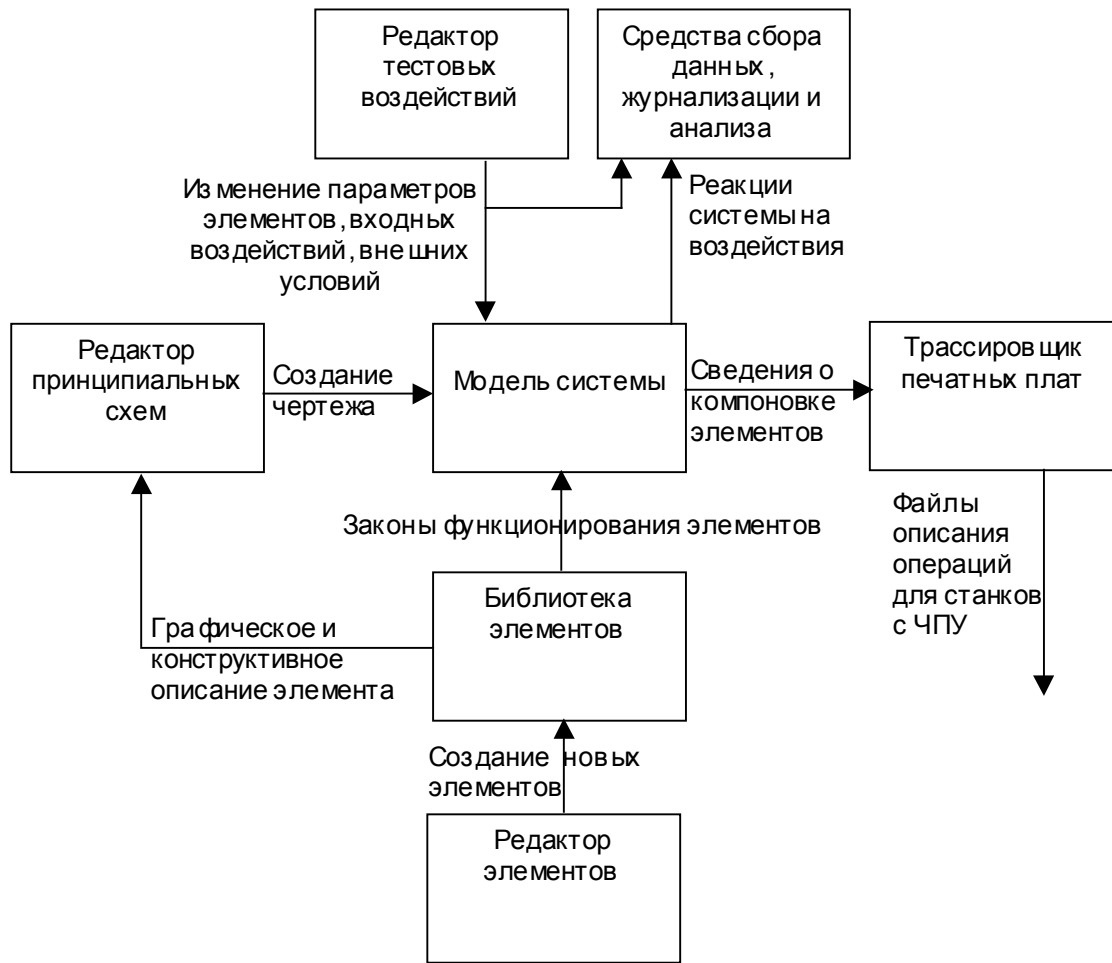 Редактор
тестовых
воздействий
Средства сбора
данных,
журнализации и
анализа
Изменение параметров
элементов, входных
воздействий, внешних
условий
Реакции
системы на
воздействия
Редактор
принципиальных
схем
Создание
чертежа
Модель системы
Сведения о
компоновке
элементов
Трассировщик
печатных плат
Законы функционирования элементов
Файлы
описания
операций
для станков
с ЧПУ
Библиотека
элементов
Графическое и
конструктивное
описание элемента
Создание новых
элементов
Редактор
элементов